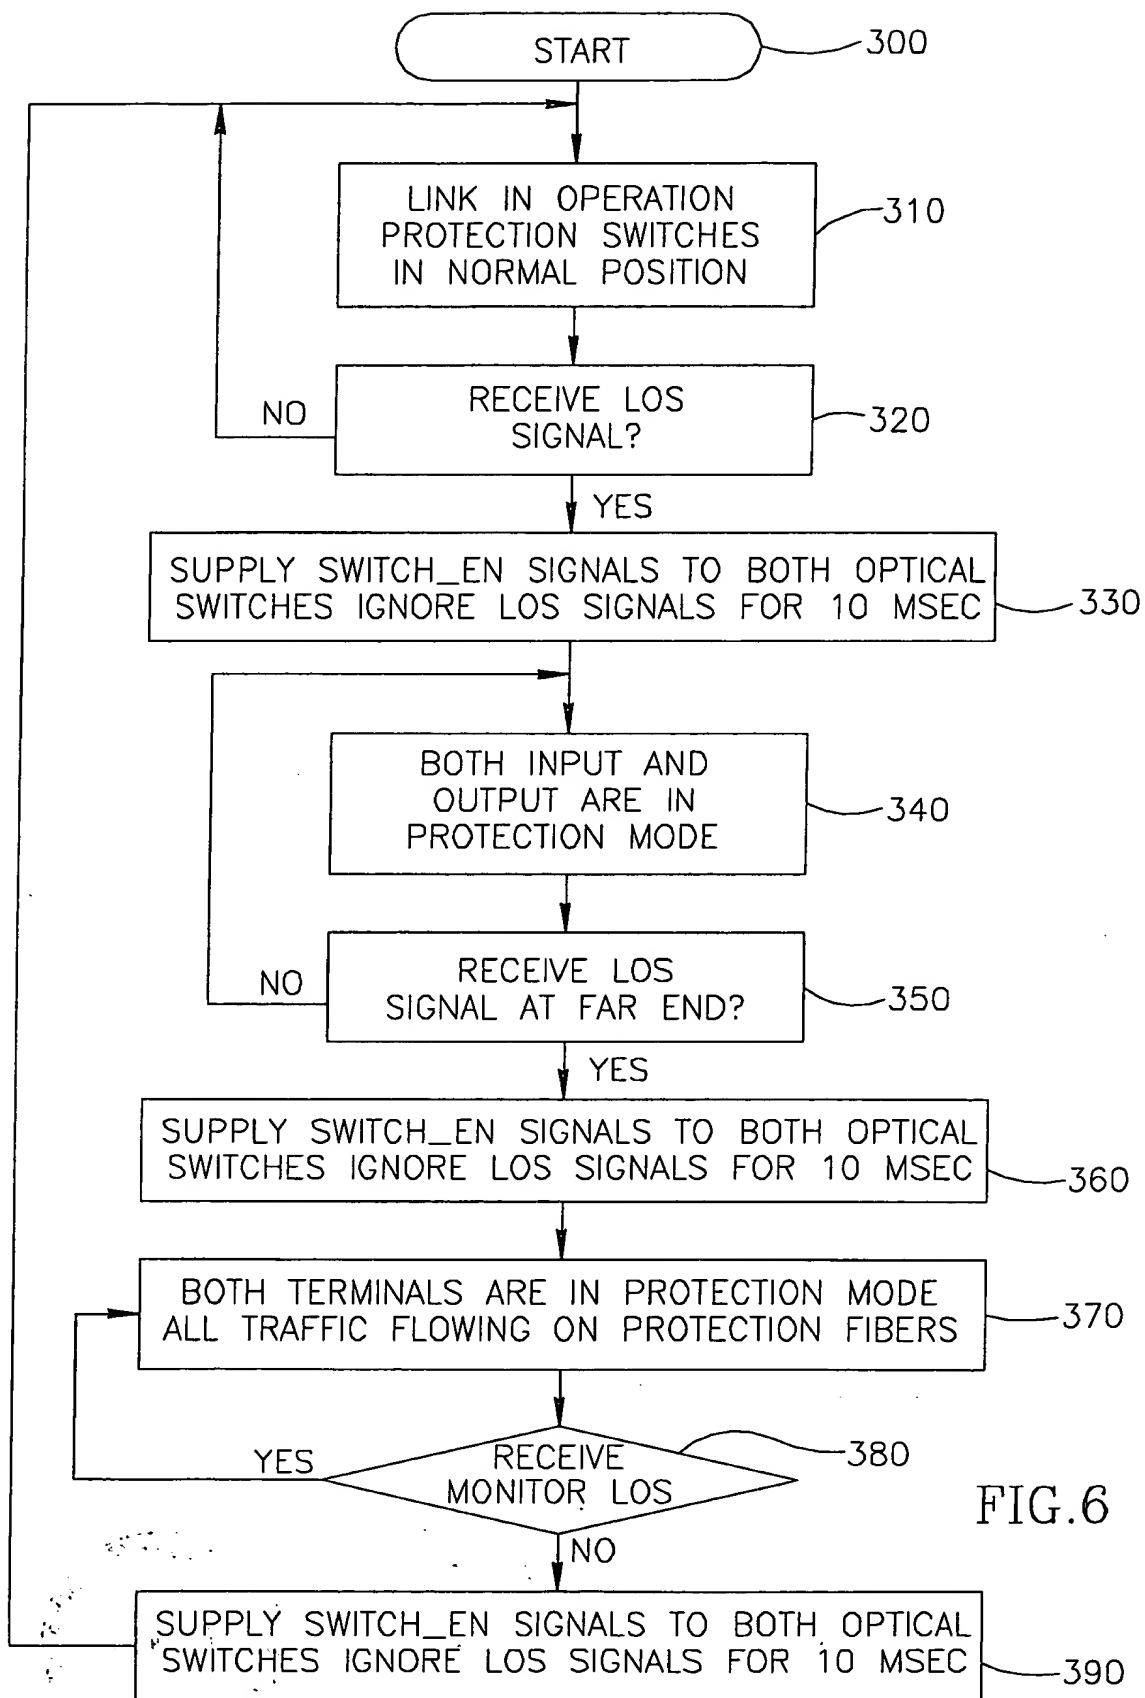 START
300
LINK IN OPERATION
PROTECTION SWITCHES
IN NORMAL POSITION
310
RECEIVE LOS
SIGNAL?
320
NO
YES
SUPPLY SWITCH_EN SIGNALS TO BOTH OPTICAL
SWITCHES IGNORE LOS SIGNALS FOR 10 MSEC
330
BOTH INPUT AND
OUTPUT ARE IN
PROTECTION MODE
340
RECEIVE LOS
SIGNAL AT FAR END?
350
NO
YES
SUPPLY SWITCH_EN SIGNALS TO BOTH OPTICAL
SWITCHES IGNORE LOS SIGNALS FOR 10 MSEC
360
BOTH TERMINALS ARE IN PROTECTION MODE
ALL TRAFFIC FLOWING ON PROTECTION FIBERS
370
RECEIVE
MONITOR LOS
380
YES
NO
FIG.6
SUPPLY SWITCH_EN SIGNALS TO BOTH OPTICAL
SWITCHES IGNORE LOS SIGNALS FOR 10 MSEC
390